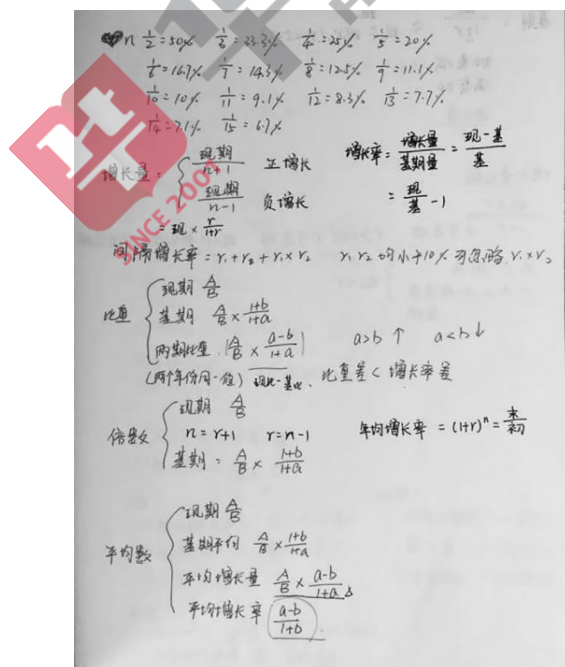 n 1/2=50% 1/3=33.3% 1/4=25% 1/5=20%
1/6=16.7% 1/7=14.3% 1/8=12.5% 1/9=11.1%
1/10=10% 1/11=9.1% 1/12=8.3% 1/13=7.7%
1/14=7.1% 1/15=6.7%
增长量={ 现期/n+1 正增长
现期/n-1 负增长
=现×r/1+r
增长率=增长量/基期量=现-基/基
=现/基-1
间隔增长率=r₁+r₂+r₁×r₂ r₁ r₂均小于10%可忽略r₁×r₂
比重{ 现期 A/B
基期 A/B×1+b/1+a
两期比重 |A/B×a-b/1+a| a>b↑ a<b↓
(两个年份用一般) 现比-基比、比重差<增长率差
倍数{ 现期 A/B
n=r+1 r=n-1
基期: A/B×1+b/1+a
年均增长率=(1+r)ⁿ=末/初
平均数{ 现期 A/B
基期平均 A/B×1+b/1+a
平均增长量 A/B×a-b/1+a
平均增长率 a-b/1+b
SINCE 2001